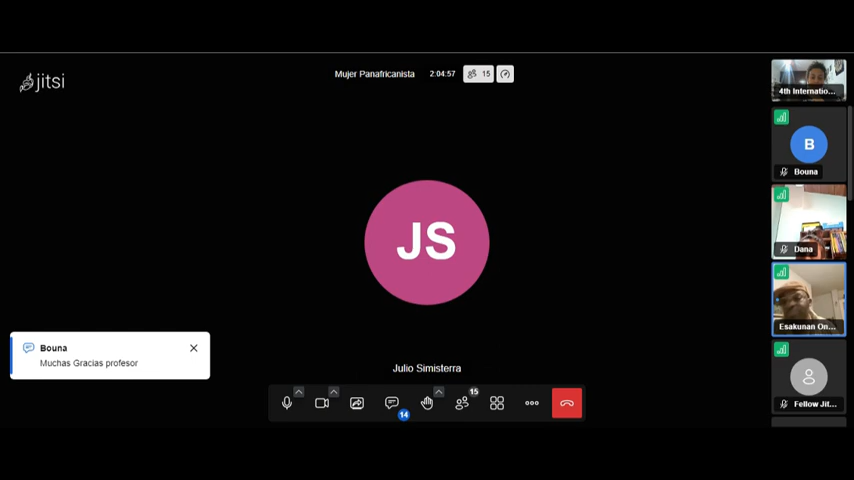 jitsi
Mujer Panafricanista 2:04:57 15
4th Internatio...
B
Bouna
Dana
JS
Esakunan On...
Bouna
Muchas Gracias profesor
Julio Simisterra
15
14
Fellow Jit...